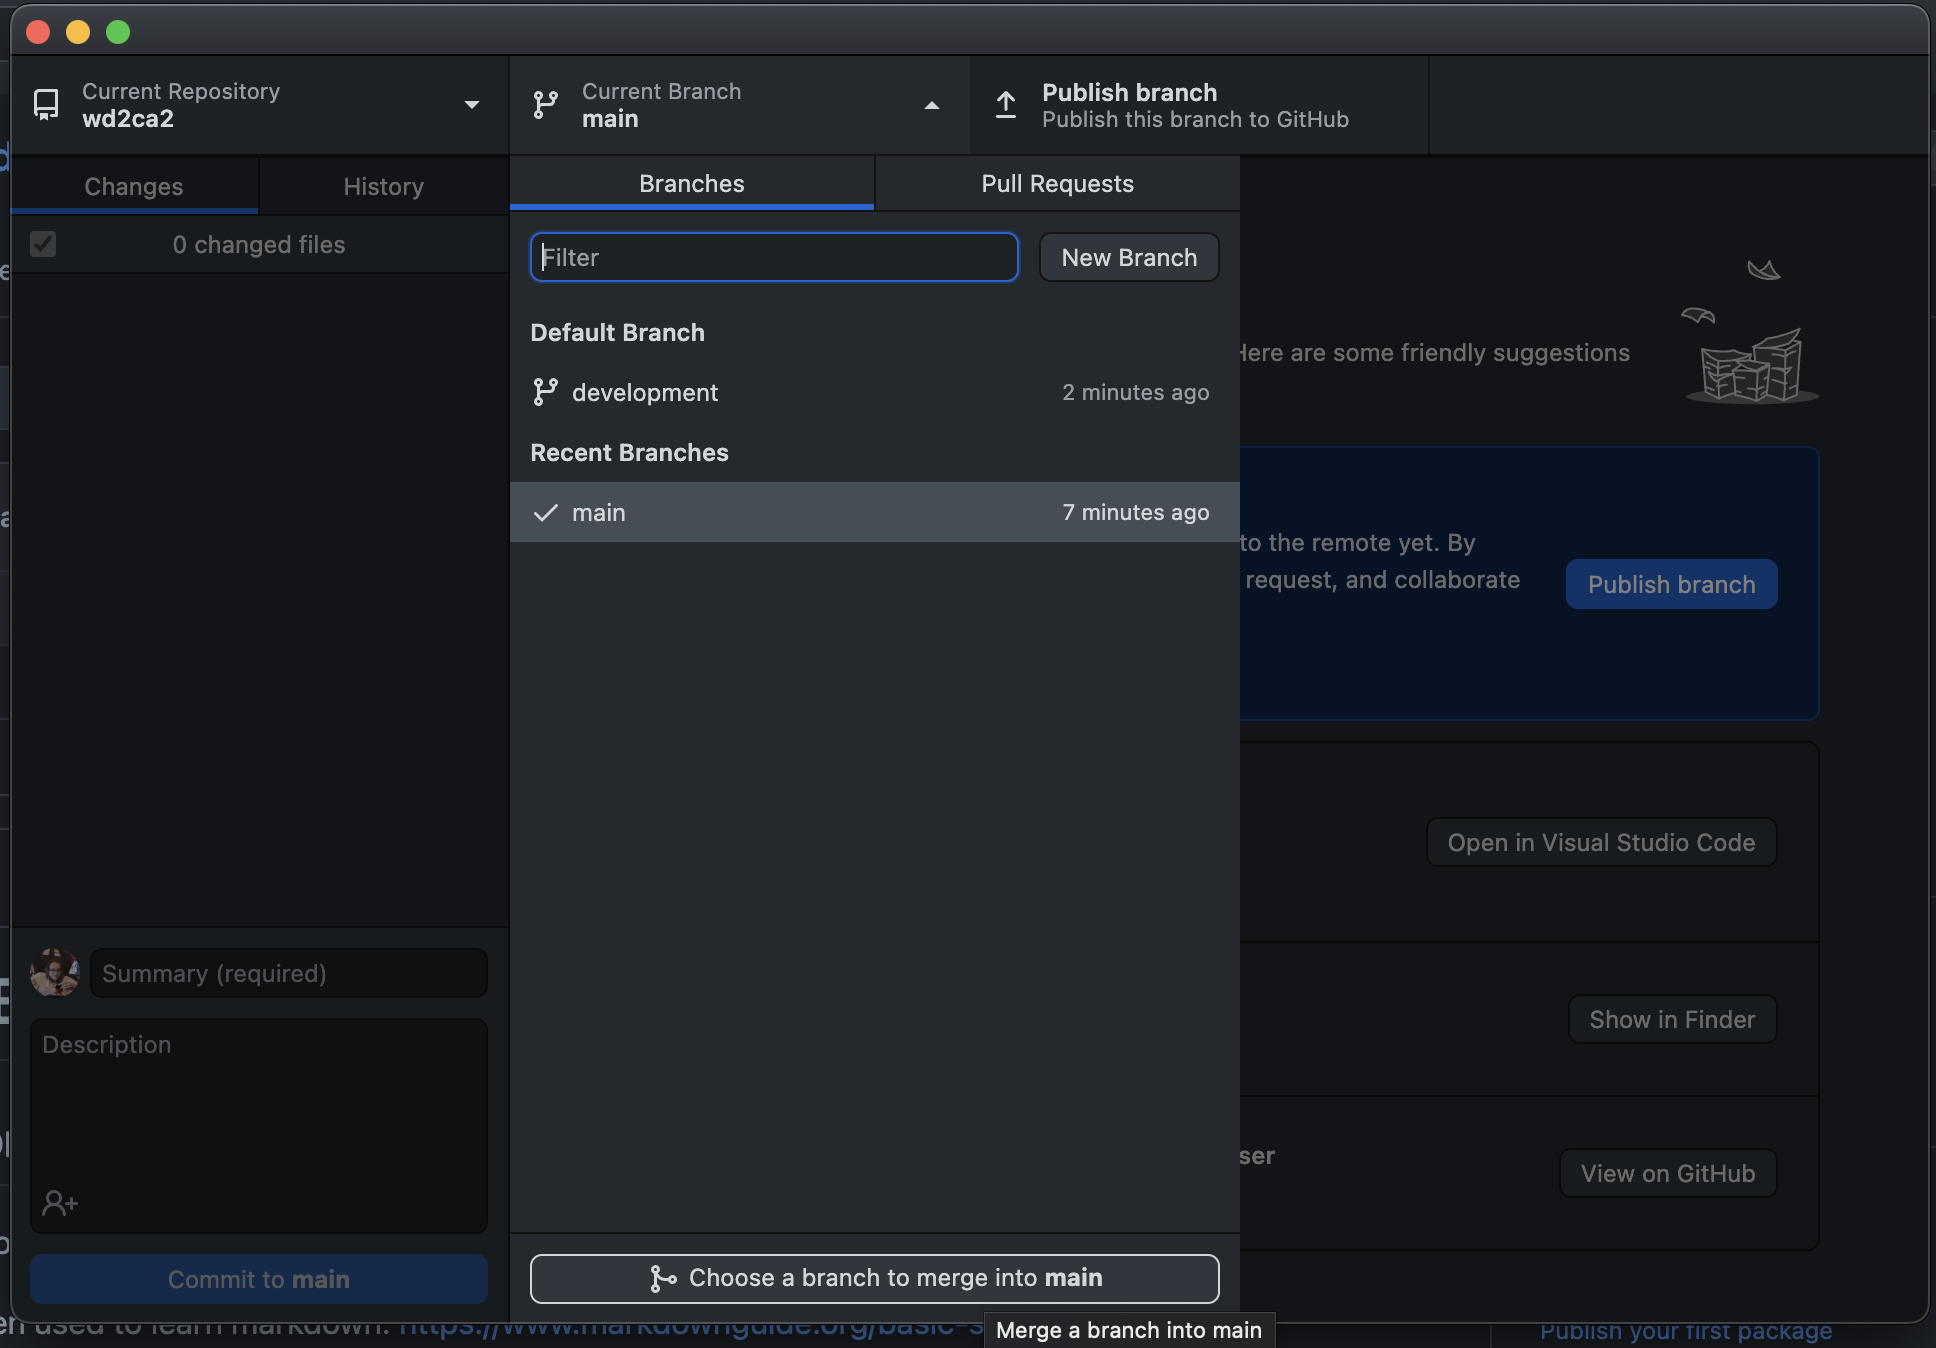 Current Repository
wd2ca2
Current Branch
main
Publish branch
Publish this branch to GitHub
Changes
History
0 changed files
Branches
Pull Requests
Filter
New Branch
Default Branch
development
2 minutes ago
Recent Branches
main
7 minutes ago
Here are some friendly suggestions
to the remote yet. By
request, and collaborate
Publish branch
Open in Visual Studio Code
Show in Finder
ser
View on GitHub
Summary (required)
Description
Commit to main
Choose a branch to merge into main
Merge a branch into main
en used to learn markdown. https://www.markdownguide.org/basic-s
Publish your first package